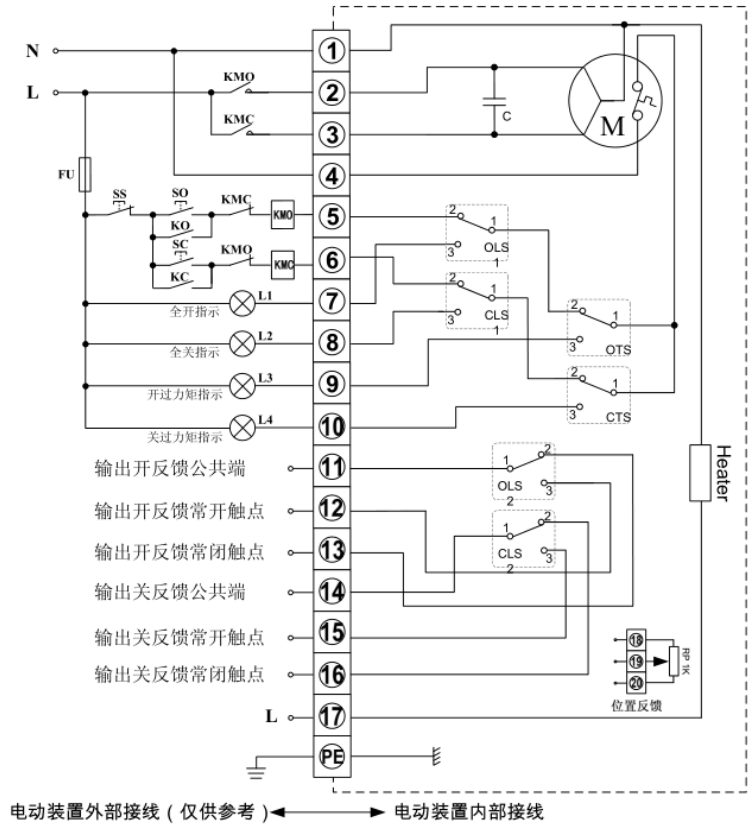 N
①
L
KMO
②
C
KMC
③
M
④
FU
SS
SO
KMC
KMO
⑤
KO
2
1
OLS
1
3
SC
KMO
KMC
⑥
KC
2
1
CLS
1
3
L1
全开指示
⑦
2
1
OTS
3
L2
全关指示
⑧
L3
开过力矩指示
⑨
2
1
CTS
3
L4
关过力矩指示
⑩
输出开反馈公共端
⑪
1
2
OLS
2
3
Heater
输出开反馈常开触点
⑫
输出开反馈常闭触点
⑬
1
2
CLS
2
3
输出关反馈公共端
⑭
输出关反馈常开触点
⑮
输出关反馈常闭触点
⑯
⑱
⑲
⑳
RP 1K
位置反馈
L
⑰
PE
电动装置外部接线(仅供参考)
电动装置内部接线